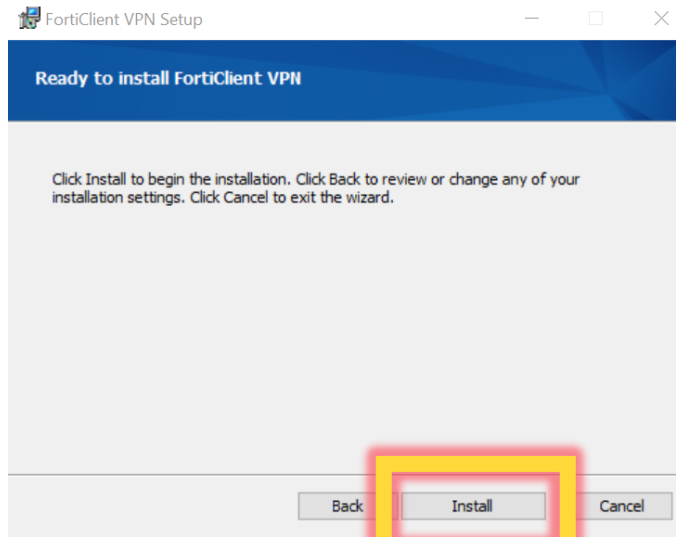 FortiClient VPN Setup
Ready to install FortiClient VPN
Click Install to begin the installation. Click Back to review or change any of your
installation settings. Click Cancel to exit the wizard.
Back Install Cancel